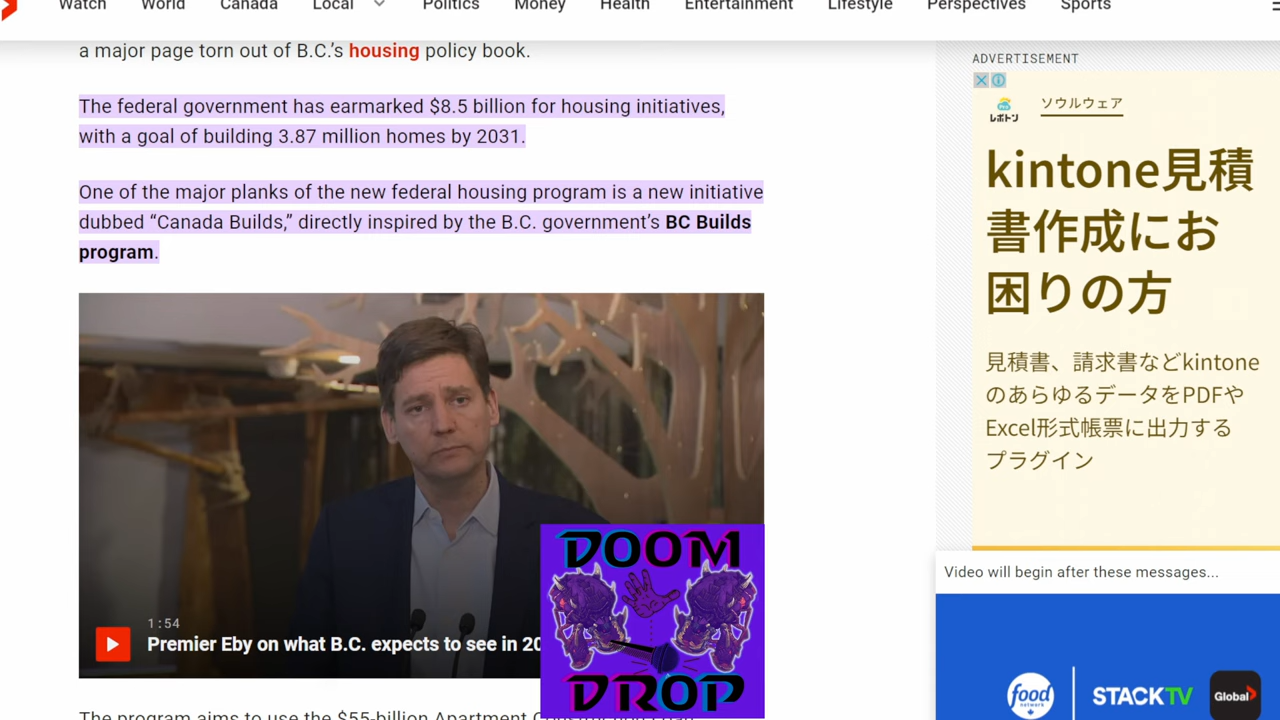 Watch World Canada Local Politics Money Health Entertainment Lifestyle Perspectives Sports
a major page torn out of B.C.'s housing policy book.
The federal government has earmarked $8.5 billion for housing initiatives,
with a goal of building 3.87 million homes by 2031.
One of the major planks of the new federal housing program is a new initiative
dubbed “Canada Builds,” directly inspired by the B.C. government's BC Builds
program.
1:54
Premier Eby on what B.C. expects to see in 20
DOOM
DROP
ADVERTISEMENT
レポトン
Pro
ソウルウェア
kintone見積
書作成にお
困りの方
見積書、請求書などkintone
のあらゆるデータをPDFや
Excel形式帳票に出力する
プラグイン
Video will begin after these messages...
food
network
STACKTV
Global